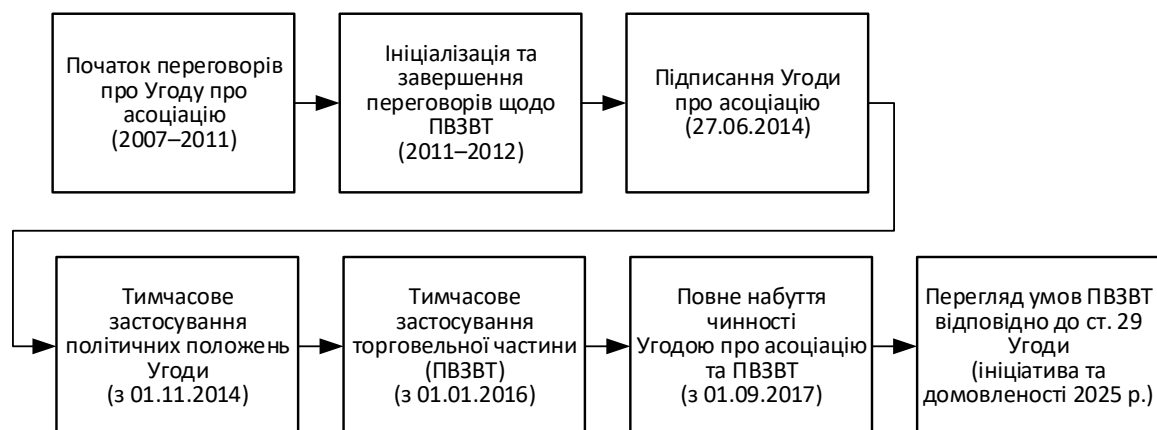 Початок переговорів
про Угоду про
асоціацію
(2007–2011)
Ініціалізація та
завершення
переговорів щодо
ПВЗВТ
(2011–2012)
Підписання Угоди
про асоціацію
(27.06.2014)
Тимчасове
застосування
політичних положень
Угоди
(з 01.11.2014)
Тимчасове
застосування
торговельної частини
(ПВЗВТ)
(з 01.01.2016)
Повне набуття
чинності
Угодою про асоціацію
та ПВЗВТ
(з 01.09.2017)
Перегляд умов ПВЗВТ
відповідно до ст. 29
Угоди
(ініціатива та
домовленості 2025 р.)